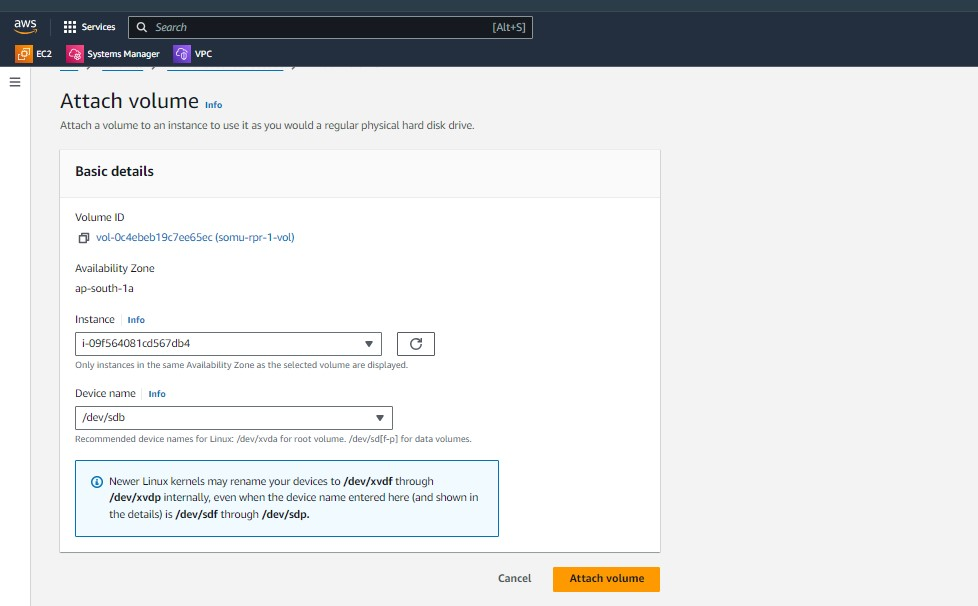 aws
Services
Search
[Alt+S]
EC2
Systems Manager
VPC
Attach volume Info
Attach a volume to an instance to use it as you would a regular physical hard disk drive.
Basic details
Volume ID
vol-0c4ebeb19c7ee65ec (somu-rpr-1-vol)
Availability Zone
ap-south-1a
Instance Info
i-09f564081cd567db4
Only instances in the same Availability Zone as the selected volume are displayed.
Device name Info
/dev/sdb
Recommended device names for Linux: /dev/xvda for root volume. /dev/sd[f-p] for data volumes.
Newer Linux kernels may rename your devices to /dev/xvdf through
/dev/xvdp internally, even when the device name entered here (and shown in
the details) is /dev/sdf through /dev/sdp.
Cancel
Attach volume